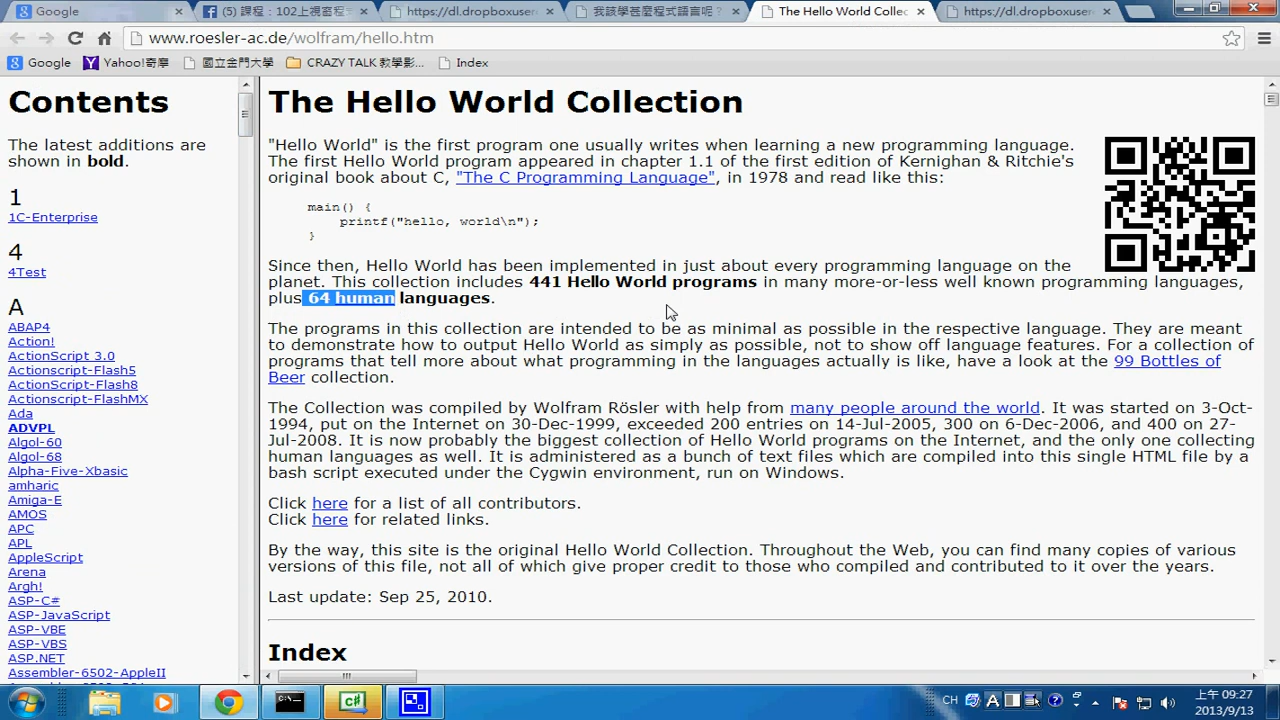 Google
(5) 課程：102上視窗程式
https://dl.dropboxuser
我該學甚麼程式語言呢？
The Hello World Collec
https://dl.dropboxuser
www.roesler-ac.de/wolfram/hello.htm
Google Yahoo!奇摩 國立金門大學 CRAZY TALK 教學影... Index
Contents
The latest additions are
shown in bold.
1
1C-Enterprise
4
4Test
A
ABAP4
Action!
ActionScript 3.0
Actionscript-Flash5
ActionScript-Flash8
Actionscript-FlashMX
Ada
ADVPL
Algol-60
Algol-68
Alpha-Five-Xbasic
amharic
Amiga-E
AMOS
APC
APL
AppleScript
Arena
Argh!
ASP-C#
ASP-JavaScript
ASP-VBE
ASP-VBS
ASP.NET
Assembler-6502-AppleII
The Hello World Collection
"Hello World" is the first program one usually writes when learning a new programming language.
The first Hello World program appeared in chapter 1.1 of the first edition of Kernighan & Ritchie's
original book about C, "The C Programming Language", in 1978 and read like this:
main() {
printf("hello, world\n");
}
Since then, Hello World has been implemented in just about every programming language on the
planet. This collection includes 441 Hello World programs in many more-or-less well known programming languages,
plus 64 human languages.
The programs in this collection are intended to be as minimal as possible in the respective language. They are meant
to demonstrate how to output Hello World as simply as possible, not to show off language features. For a collection of
programs that tell more about what programming in the languages actually is like, have a look at the 99 Bottles of
Beer collection.
The Collection was compiled by Wolfram Rösler with help from many people around the world. It was started on 3-Oct-
1994, put on the Internet on 30-Dec-1999, exceeded 200 entries on 14-Jul-2005, 300 on 6-Dec-2006, and 400 on 27-
Jul-2008. It is now probably the biggest collection of Hello World programs on the Internet, and the only one collecting
human languages as well. It is administered as a bunch of text files which are compiled into this single HTML file by a
bash script executed under the Cygwin environment, run on Windows.
Click here for a list of all contributors.
Click here for related links.
By the way, this site is the original Hello World Collection. Throughout the Web, you can find many copies of various
versions of this file, not all of which give proper credit to those who compiled and contributed to it over the years.
Last update: Sep 25, 2010.
Index
CH
上午 09:27
2013/9/13